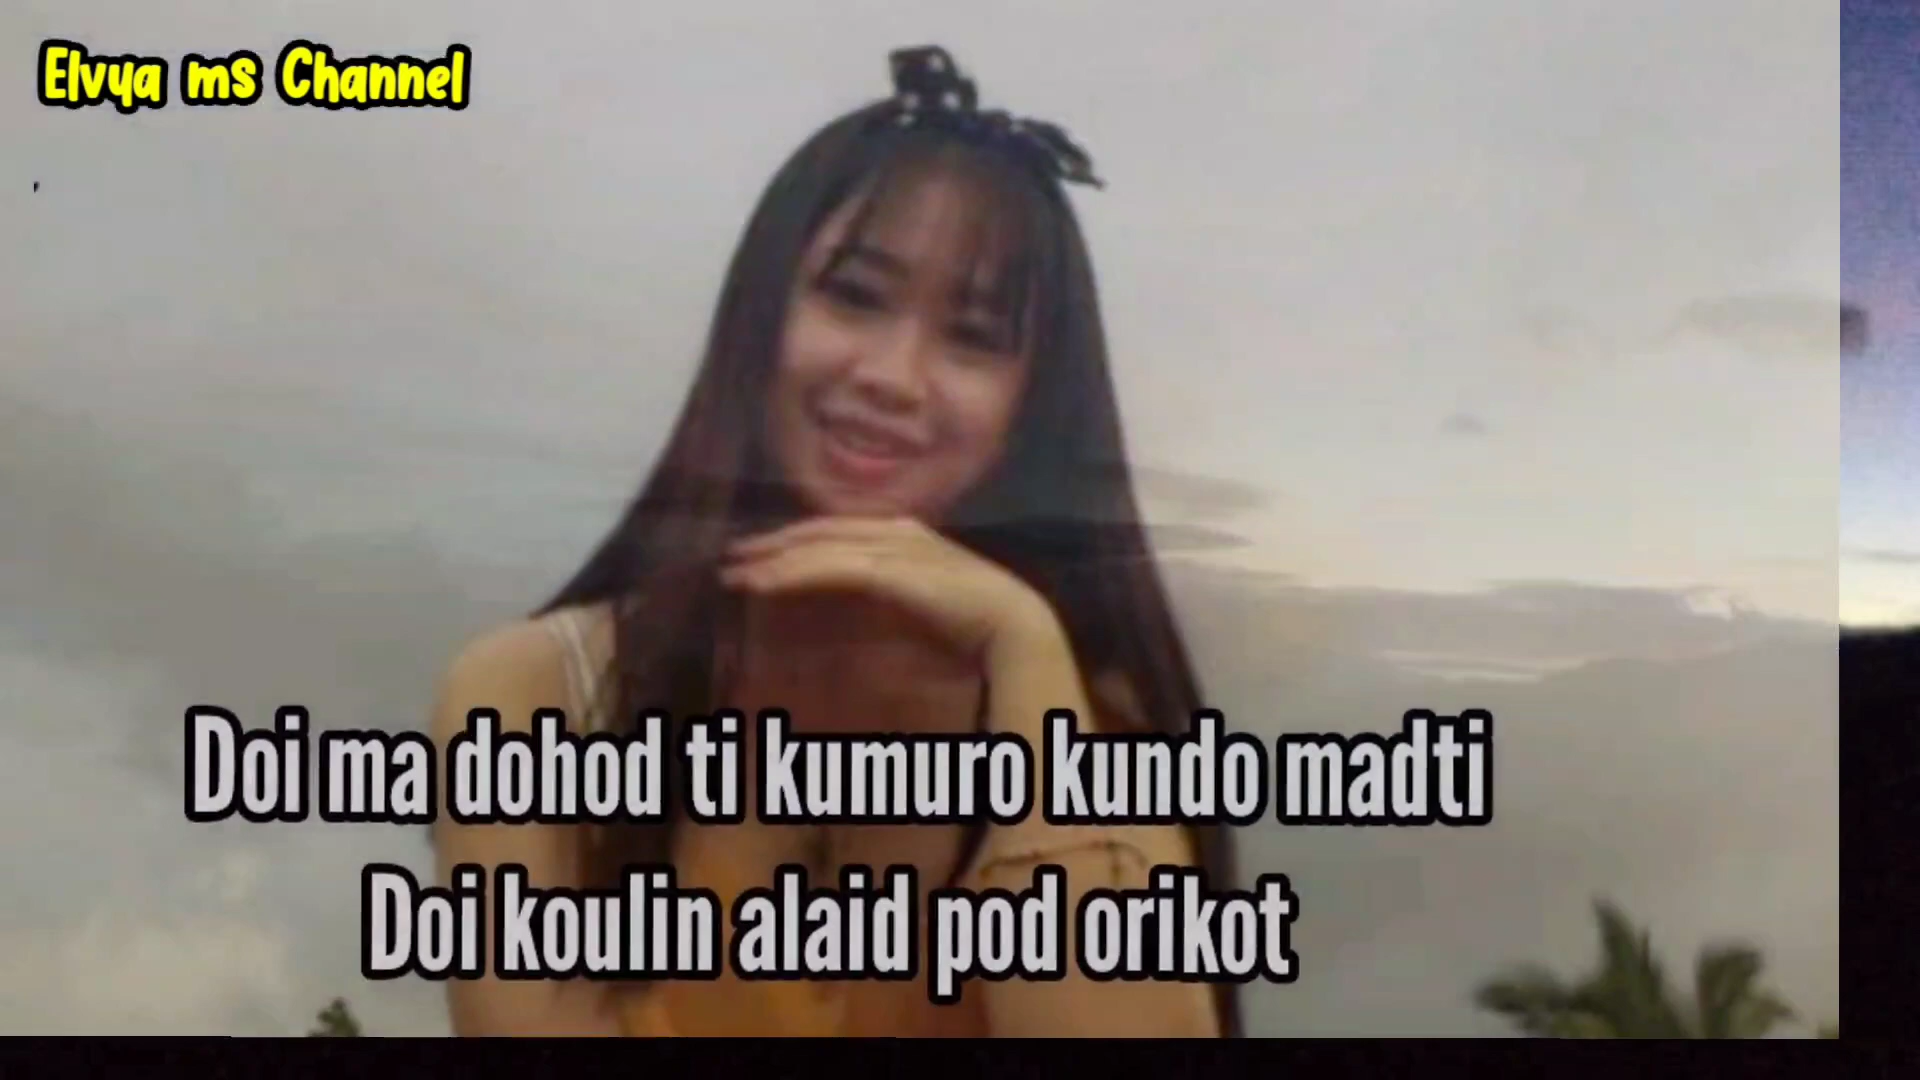 Elvya ms Channel
Doi ma dohod ti kumuro kundo madti
Doi koulin alaid pod orikot